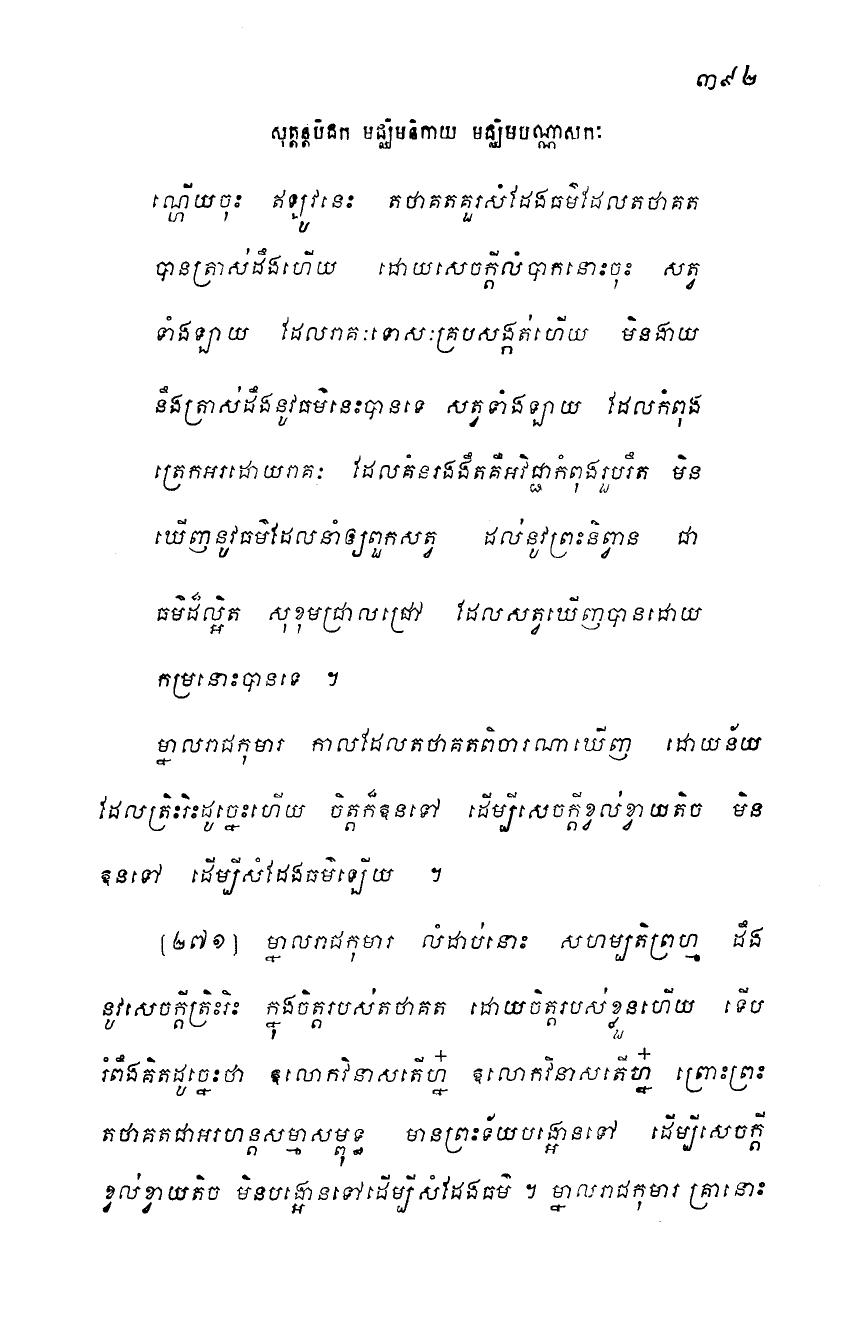 ៣៩២
សុត្តន្តបិដក មជ្ឈិមនិកាយ មជ្ឈិមបណ្ណាសកៈ
ណ្ហើយចុះ ឥឡូវនេះ តថាគតគួរសំដែងធម៌ដែលតថាគត
បានត្រាស់ដឹងហើយ ដោយសេចក្តីលំបាកនោះចុះ សត្វ
ទាំងឡាយ ដែលរាគៈទោសៈគ្របសង្កត់ហើយ មិនងាយ
នឹងត្រាស់ដឹងនូវធម៌នេះបានទេ សត្វទាំងឡាយ ដែលកំពុង
ត្រេកអរដោយរាគៈ ដែលគំនរងងឹតគឺអវិជ្ជាកំពុងរួបរឹត មិន
ឃើញនូវធម៌ដែលនាំឲ្យពួកសត្វ ដល់នូវព្រះនិព្វាន ជា
ធម៌ដ៏ល្អិត សុខុមជ្រាលជ្រៅ ដែលសត្វឃើញបានដោយ
កម្រនោះបានទេ ។
ម្នាលរាជកុមារ កាលដែលតថាគតពិចារណាឃើញ ដោយន័យ
ដែលត្រិះរិះដូច្នេះហើយ ចិត្តក៏ឱនទៅ ដើម្បីសេចក្តីខ្វល់ខ្វាយតិច មិន
ឱនទៅ ដើម្បីសំដែងធម៌ឡើយ ។
(២៧១) ម្នាលរាជកុមារ លំដាប់នោះ សហម្បតិព្រហ្ម ដឹង
នូវសេចក្តីត្រិះរិះ ក្នុងចិត្តរបស់តថាគត ដោយចិត្តរបស់ខ្លួនហើយ ទើប
រំពឹងគិតដូច្នេះថា ឱលោកវិនាសតើហ្ន៎ ឱលោកវិនាសតើហ្ន៎ ព្រោះព្រះ
តថាគតជាអរហន្តសម្មាសម្ពុទ្ធ មានព្រះទ័យបង្អោនទៅ ដើម្បីសេចក្តី
ខ្វល់ខ្វាយតិច មិនបង្អោនទៅដើម្បីសំដែងធម៌ ។ ម្នាលរាជកុមារ គ្រានោះ